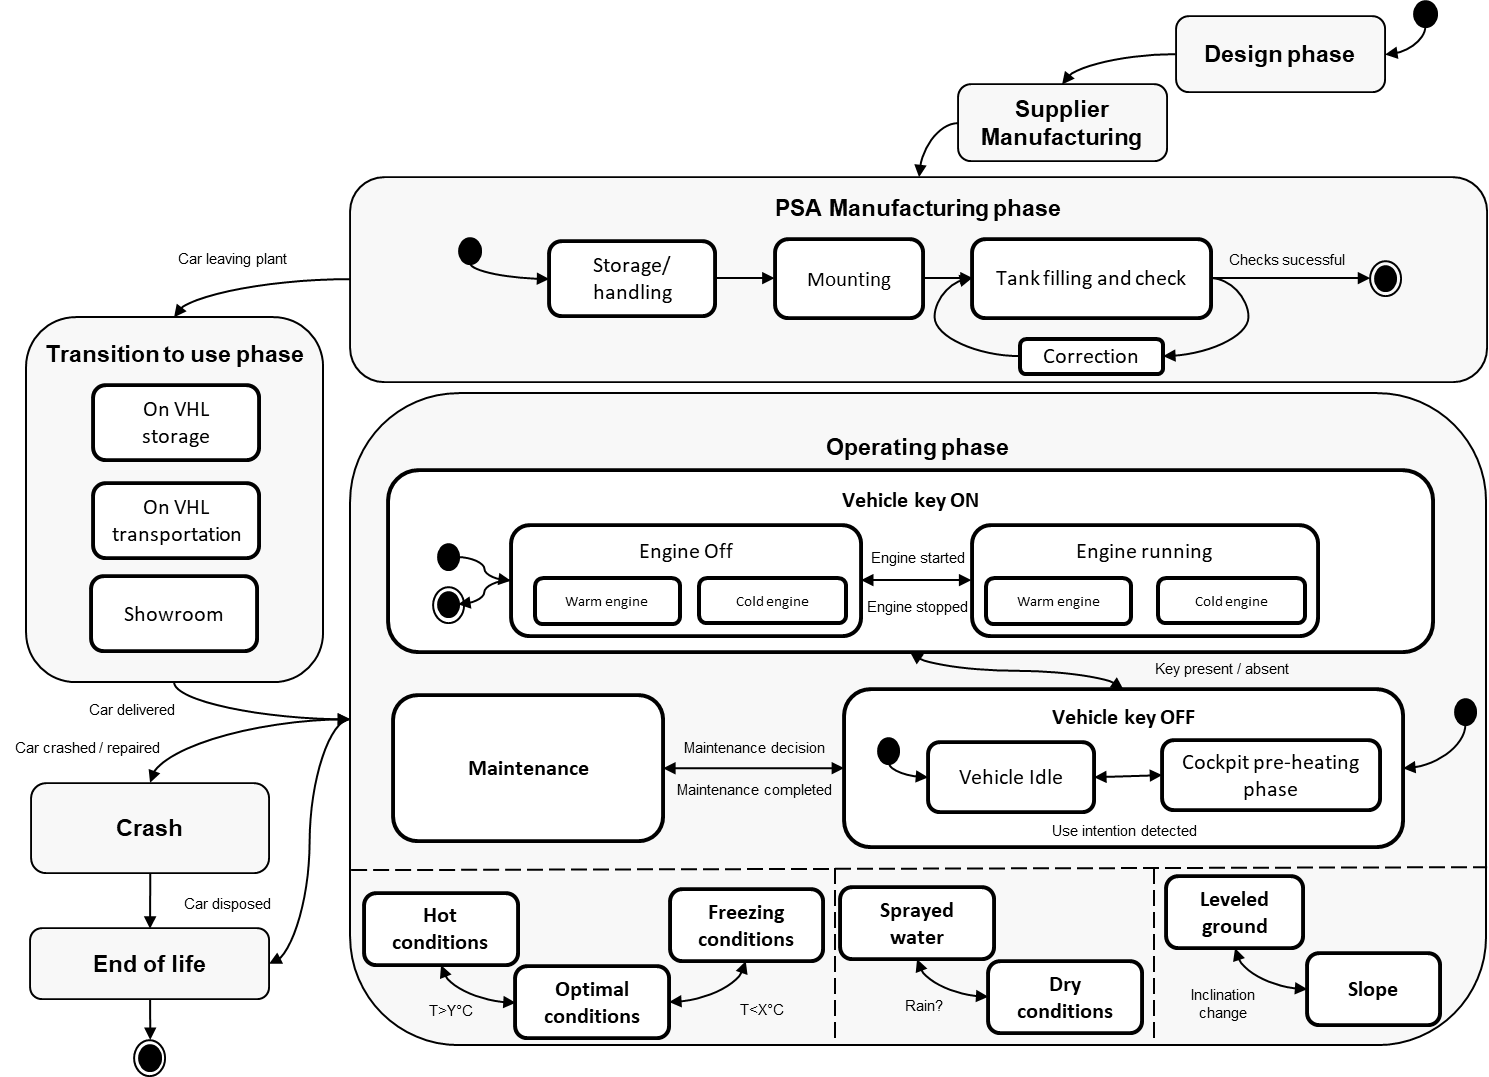 Design phase
Supplier
Manufacturing
PSA Manufacturing phase
Car leaving plant
Storage/
handling
Mounting
Tank filling and check
Checks sucessful
Correction
Transition to use phase
On VHL
storage
On VHL
transportation
Showroom
Car delivered
Operating phase
Vehicle key ON
Engine Off
Warm engine
Cold engine
Engine started
Engine stopped
Engine running
Warm engine
Cold engine
Key present / absent
Car crashed / repaired
Crash
Car disposed
End of life
Maintenance
Maintenance decision
Maintenance completed
Vehicle key OFF
Vehicle Idle
Cockpit pre-heating
phase
Use intention detected
Hot
conditions
Freezing
conditions
Optimal
conditions
T>Y°C
T<X°C
Sprayed
water
Rain?
Dry
conditions
Leveled
ground
Inclination
change
Slope